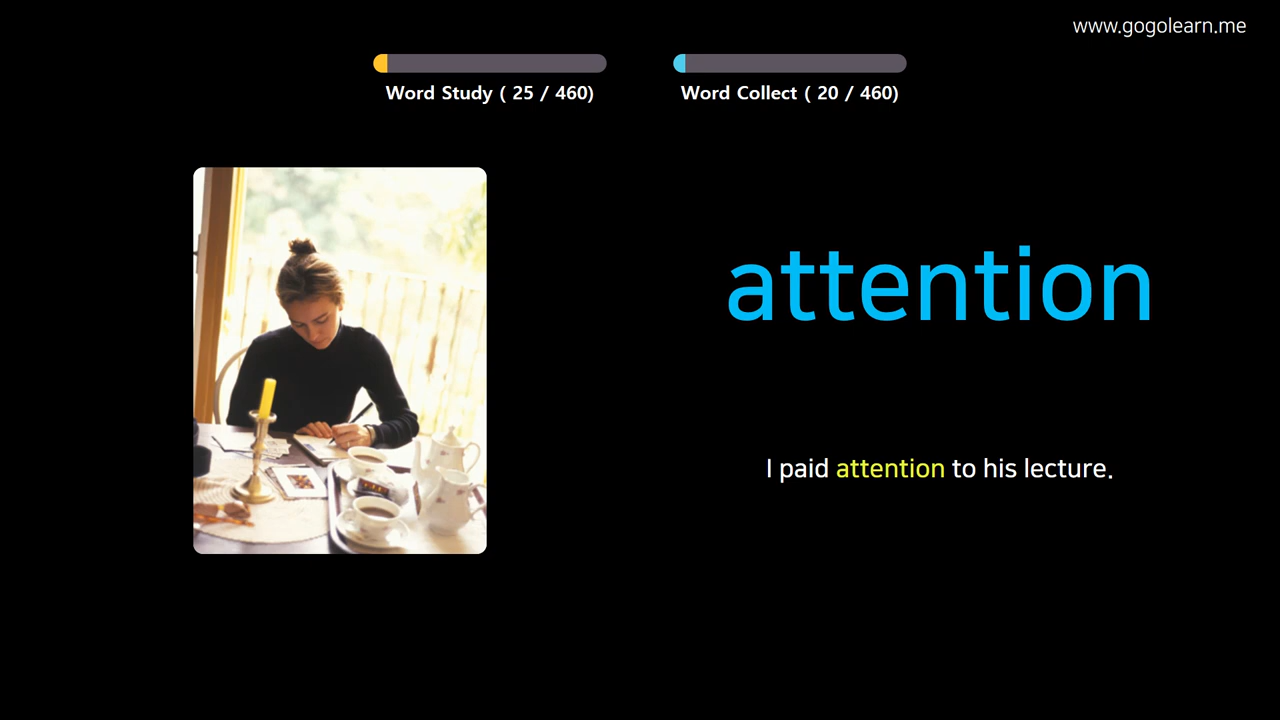 www.gogolearn.me
Word Study ( 25 / 460)
Word Collect ( 20 / 460)
attention
I paid attention to his lecture.